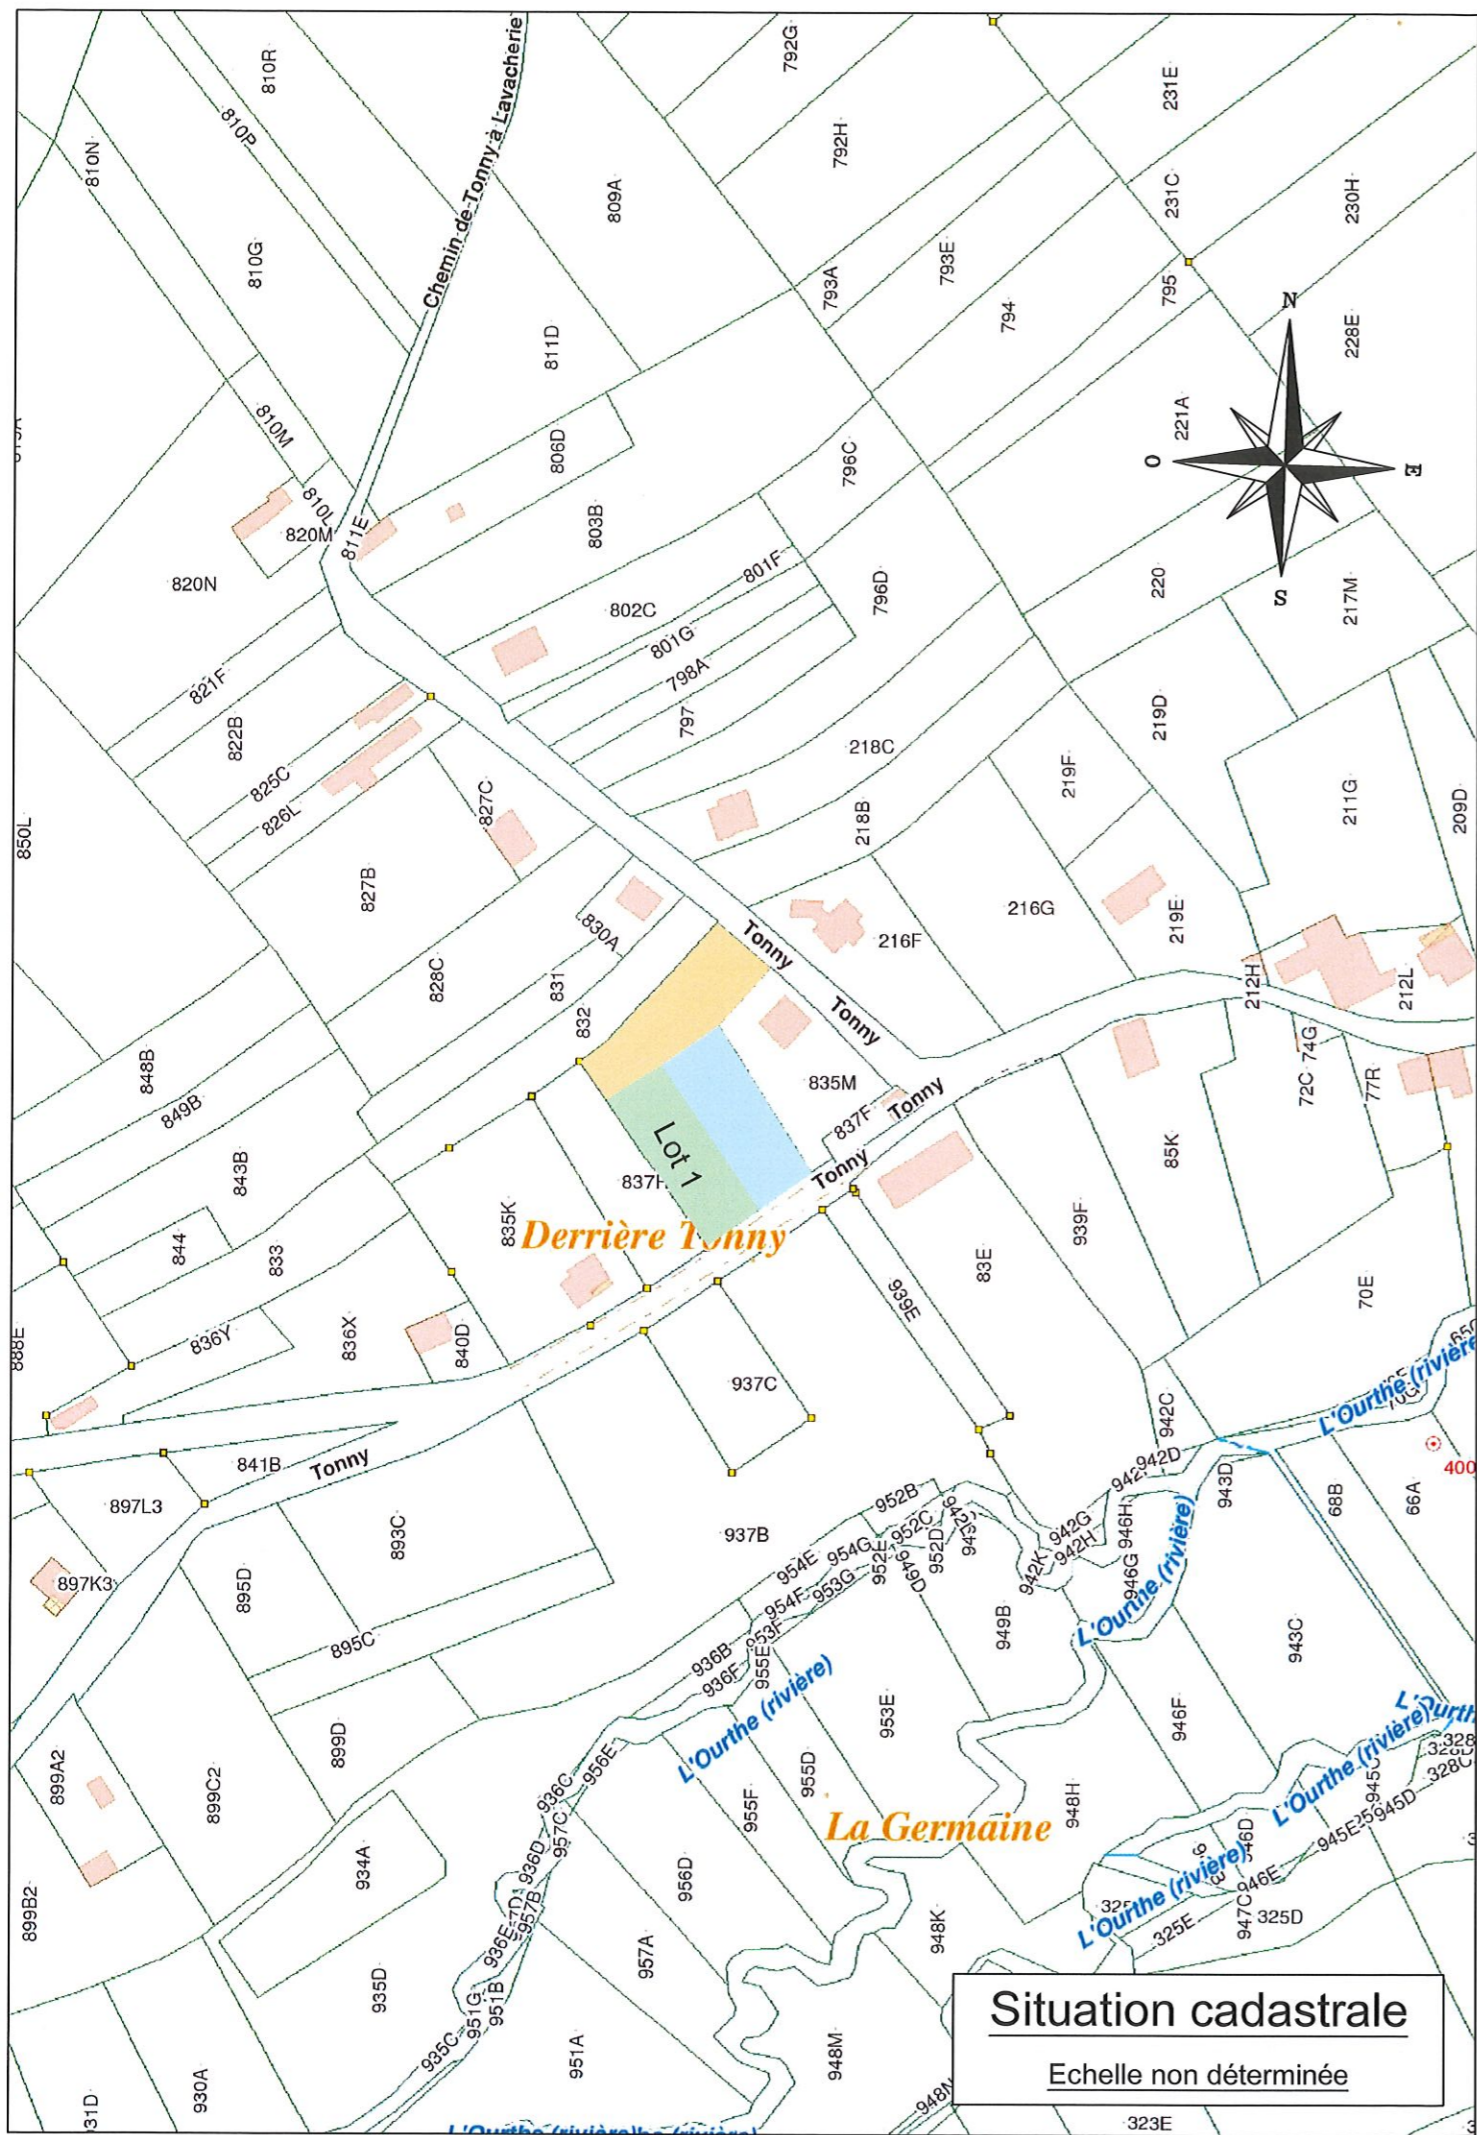 792G
810R
231E
810P
792H
810N
Chemin de Tonny à Lavacherie
809A
231C
230H
810G
793E
793A
795
794
N
811D
228E
810M
221A
806D
796C
O
E
810L
820M
811E
803B
820N
801F
802C
796D
220
217M
S
801G
798A
821F
797
219D
822B
218C
219F
825C
827C
826L
211G
209D
850L
218B
827B
216G
219E
830A
Tonny
216F
828C
831
212H
212L
832
Tonny
74G
848B
835M
72C
77R
849B
837F
Tonny
Lot 1
85K
843B
837H
Tonny
835K
939F
Derrière Tonny
844
833
83E
70E
939E
836Y
836X
840D
888E
L'Ourthe (rivière
937C
942C
841B
Tonny
942D
400
897L3
943D
68B
66A
952B
893C
937B
952C
942G
946H
954E
954G
952E
952D
942H
897K3
895D
949D
942K
946G
954F
953G
L'Ourthe (rivière)
895C
953F
949B
943C
936B
955E
936F
L'Ourthe (rivière)
953E
946F
899D
899A2
899C2
956E
955D
L'Ourthe (rivière)
945D
328C
936C
955F
948H
957C
La Germaine
945E
934A
936D
956D
946E
L'Ourthe (rivière)
899B2
957B
936E
947C
325D
948K
325E
957A
935D
951G
951B
Situation cadastrale
935C
951A
948M
Echelle non déterminée
930A
948N
323E